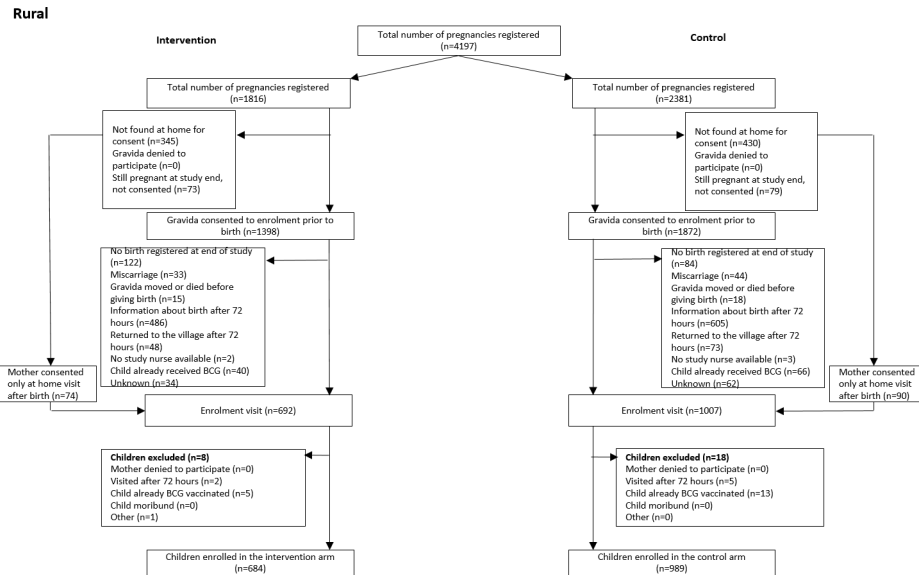 Rural
Total number of pregnancies registered
(n=4197)
Intervention
Control
Total number of pregnancies registered
(n=1816)
Total number of pregnancies registered
(n=2381)
Not found at home for
consent (n=345)
Gravida denied to
participate (n=0)
Still pregnant at study end,
not consented (n=73)
Not found at home for
consent (n=430)
Gravida denied to
participate (n=0)
Still pregnant at study end,
not consented (n=79)
Gravida consented to enrolment prior to
birth (n=1398)
Gravida consented to enrolment prior to
birth (n=1872)
No birth registered at end of study
(n=122)
Miscarriage (n=33)
Gravida moved or died before
giving birth (n=15)
Information about birth after 72
hours (n=486)
Returned to the village after 72
hours (n=48)
No study nurse available (n=2)
Child already received BCG (n=40)
Unknown (n=34)
No birth registered at end of study
(n=84)
Miscarriage (n=44)
Gravida moved or died before
giving birth (n=18)
Information about birth after 72
hours (n=605)
Returned to the village after 72
hours (n=73)
No study nurse available (n=3)
Child already received BCG (n=66)
Unknown (n=62)
Mother consented
only at home visit
after birth (n=74)
Mother consented
only at home visit
after birth (n=90)
Enrolment visit (n=692)
Enrolment visit (n=1007)
Children excluded (n=8)
Mother denied to participate (n=0)
Visited after 72 hours (n=2)
Child already BCG vaccinated (n=5)
Child moribund (n=0)
Other (n=1)
Children excluded (n=18)
Mother denied to participate (n=0)
Visited after 72 hours (n=5)
Child already BCG vaccinated (n=13)
Child moribund (n=0)
Other (n=0)
Children enrolled in the intervention arm
(n=684)
Children enrolled in the control arm
(n=989)